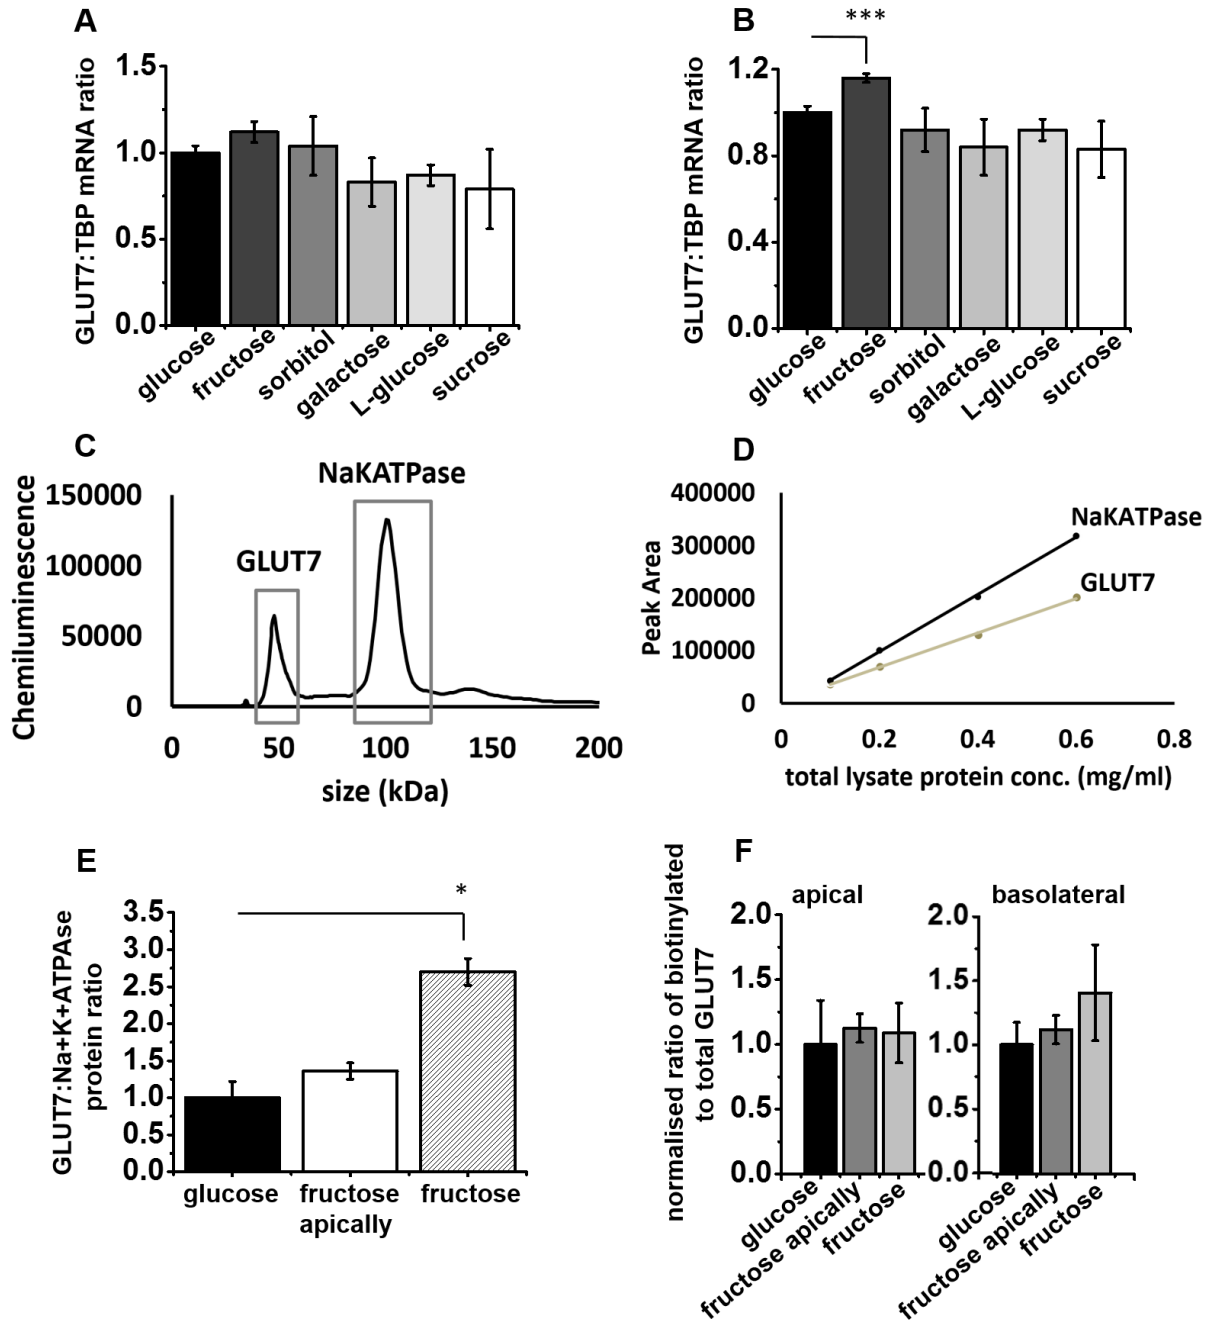 A
GLUT7:TBP mRNA ratio
1.5
1.0
0.5
0.0
glucose
fructose
sorbitol
galactose
L-glucose
sucrose
B
***
GLUT7:TBP mRNA ratio
1.2
0.8
0.4
0.0
glucose
fructose
sorbitol
galactose
L-glucose
sucrose
C
Chemiluminescence
150000
100000
50000
0
NaKATPase
GLUT7
0 50 100 150 200
size (kDa)
D
Peak Area
400000
300000
200000
100000
0
NaKATPase
GLUT7
0 0.2 0.4 0.6 0.8
total lysate protein conc. (mg/ml)
E
GLUT7:Na+K+ATPAse
protein ratio
*
3.5
3.0
2.5
2.0
1.5
1.0
0.5
0.0
glucose
fructose
apically
fructose
F
normalised ratio of biotinylated
to total GLUT7
apical
2.0
1.5
1.0
0.5
0.0
glucose
fructose apically
fructose
basolateral
2.0
1.5
1.0
0.5
0.0
glucose
fructose apically
fructose